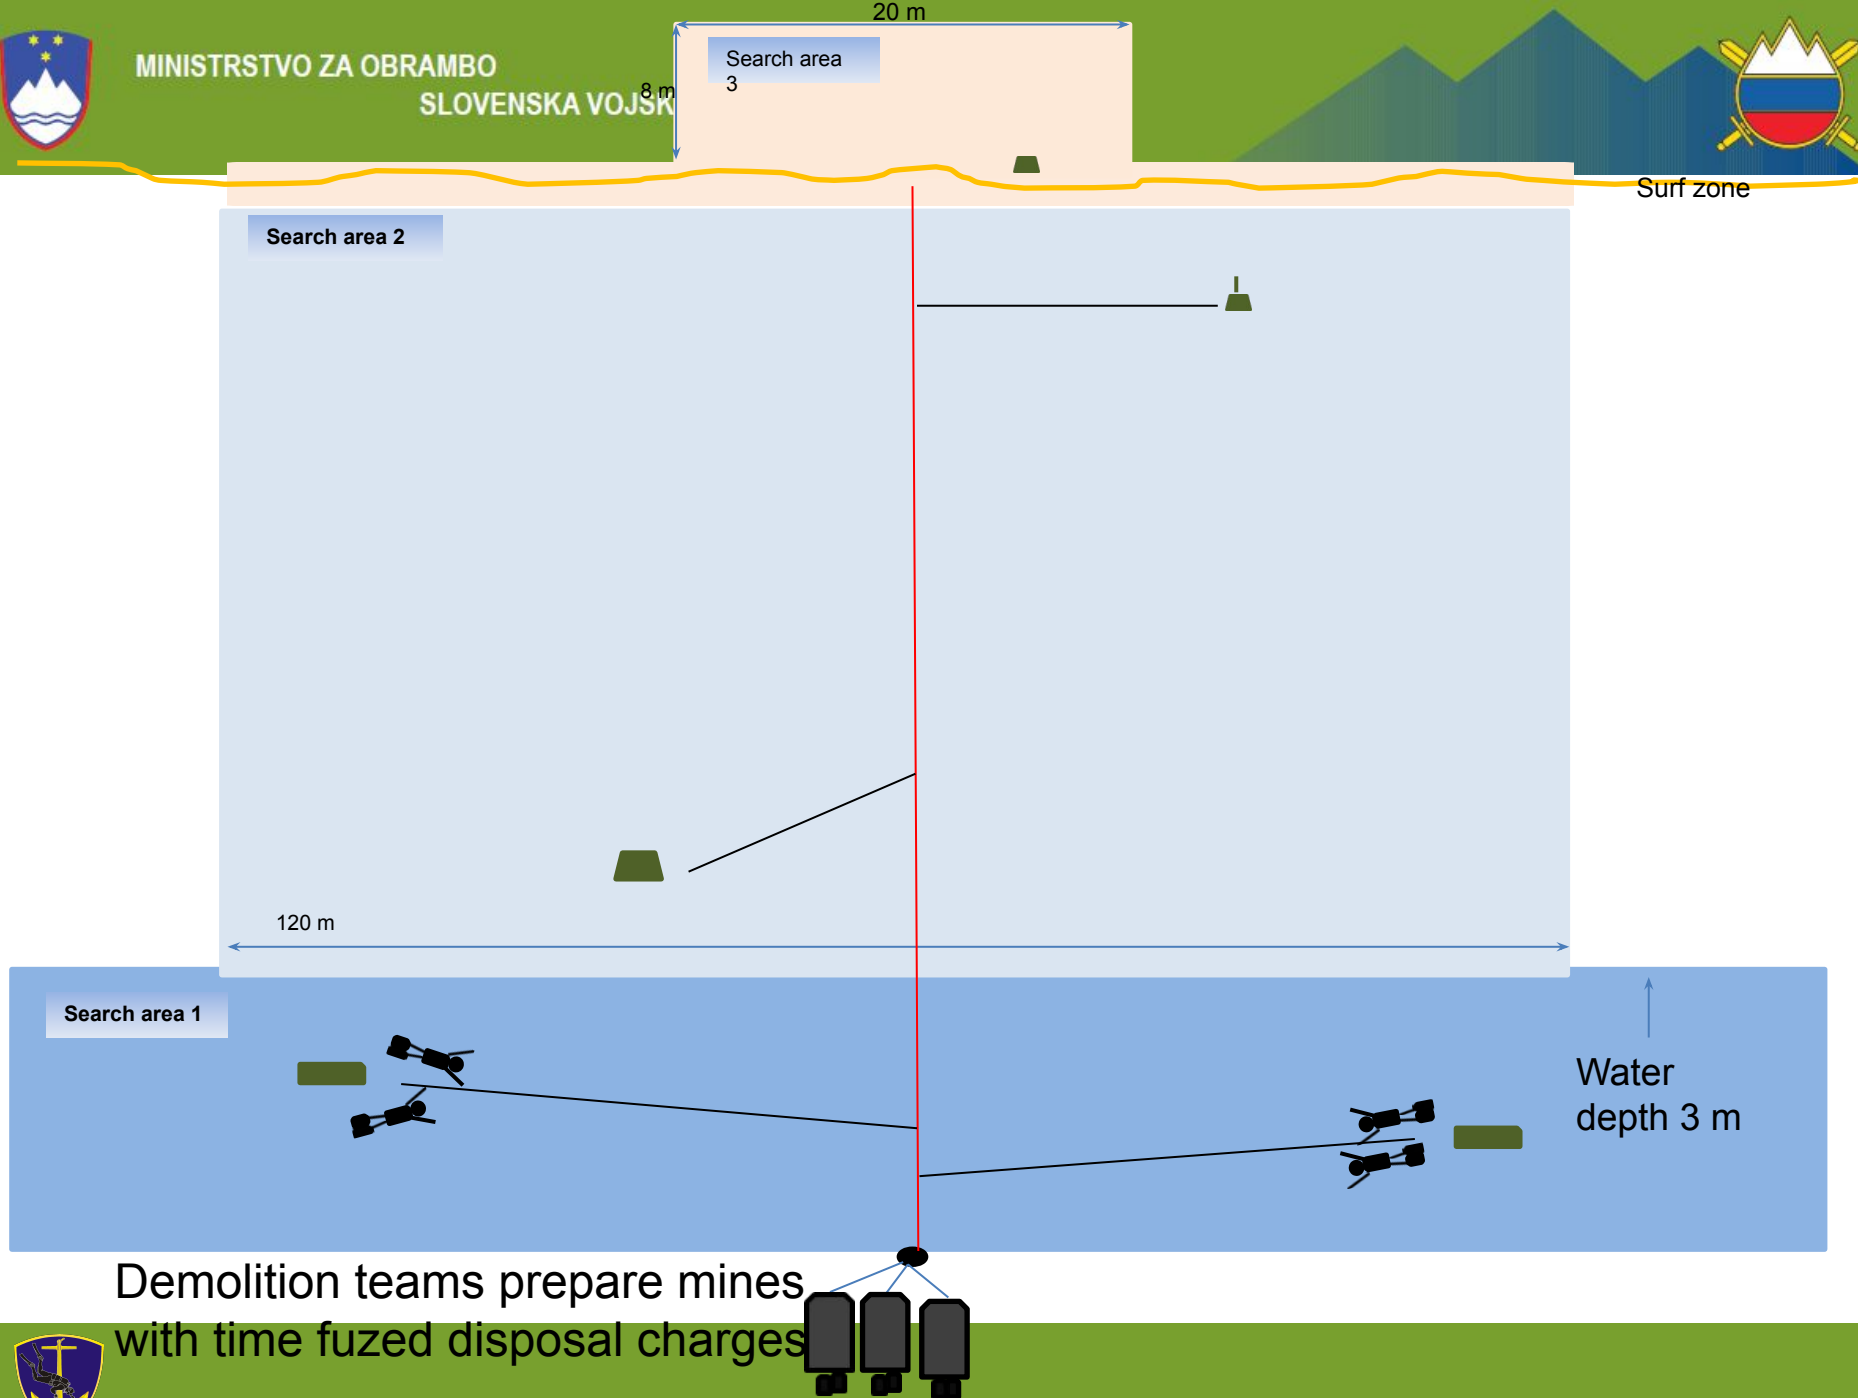 20 m
MINISTRSTVO ZA OBRAMBO
SLOVENSKA VOJSK
8 m
Search area
3
Surf zone
Search area 2
120 m
Search area 1
Water
depth 3 m
Demolition teams prepare mines
with time fuzed disposal charges